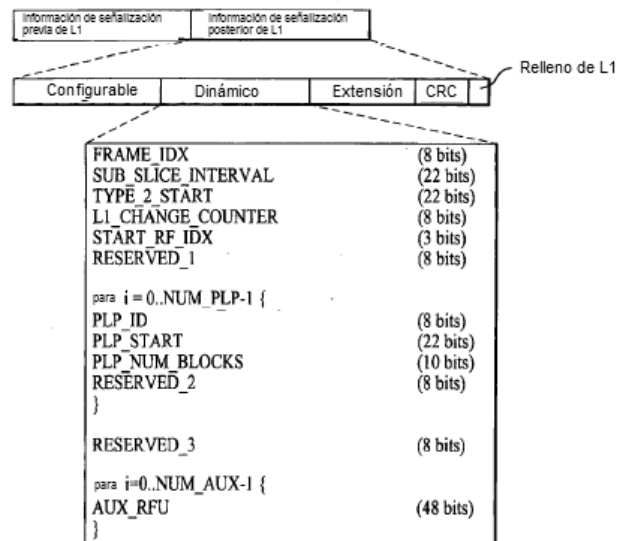 Información de señalización
previa de L1
Información de señalización
posterior de L1
Relleno de L1
Configurable Dinámico Extensión CRC
FRAME_IDX (8 bits)
SUB_SLICE_INTERVAL (22 bits)
TYPE_2_START (22 bits)
L1_CHANGE_COUNTER (8 bits)
START_RF_IDX (3 bits)
RESERVED_1 (8 bits)
para i = 0..NUM_PLP-1 {
PLP_ID (8 bits)
PLP_START (22 bits)
PLP_NUM_BLOCKS (10 bits)
RESERVED_2 (8 bits)
}
RESERVED_3 (8 bits)
para i=0..NUM_AUX-1 {
AUX_RFU (48 bits)
}